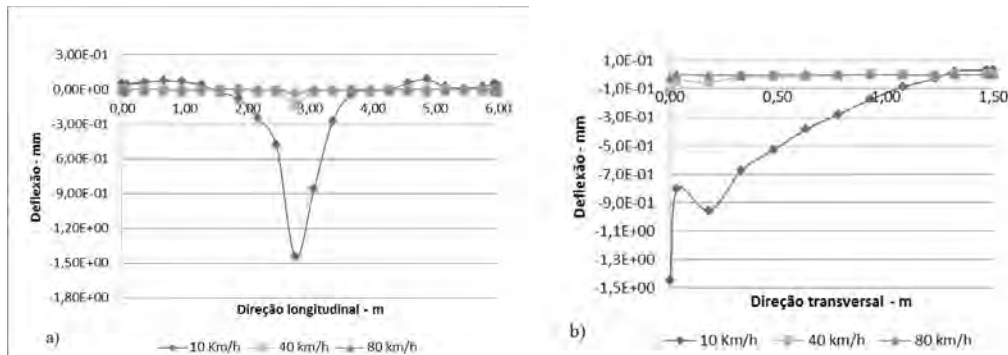 3,00E-01
0,00E+00
-3,00E-01
-6,00E-01
-9,00E-01
-1,20E+00
-1,50E+00
-1,80E+00
0,00 1,00 2,00 3,00 4,00 5,00 6,00
Deflexão - mm
Direção longitudinal - m
a)
10 Km/h 40 km/h 80 km/h
1,0E-01
-1,0E-01
-3,0E-01
-5,0E-01
-7,0E-01
-9,0E-01
-1,1E+00
-1,3E+00
-1,5E+00
0,00 0,50 1,00 1,50
Deflexão - mm
Direção transversal - m
b)
10 Km/h 40 km/h 80 km/h